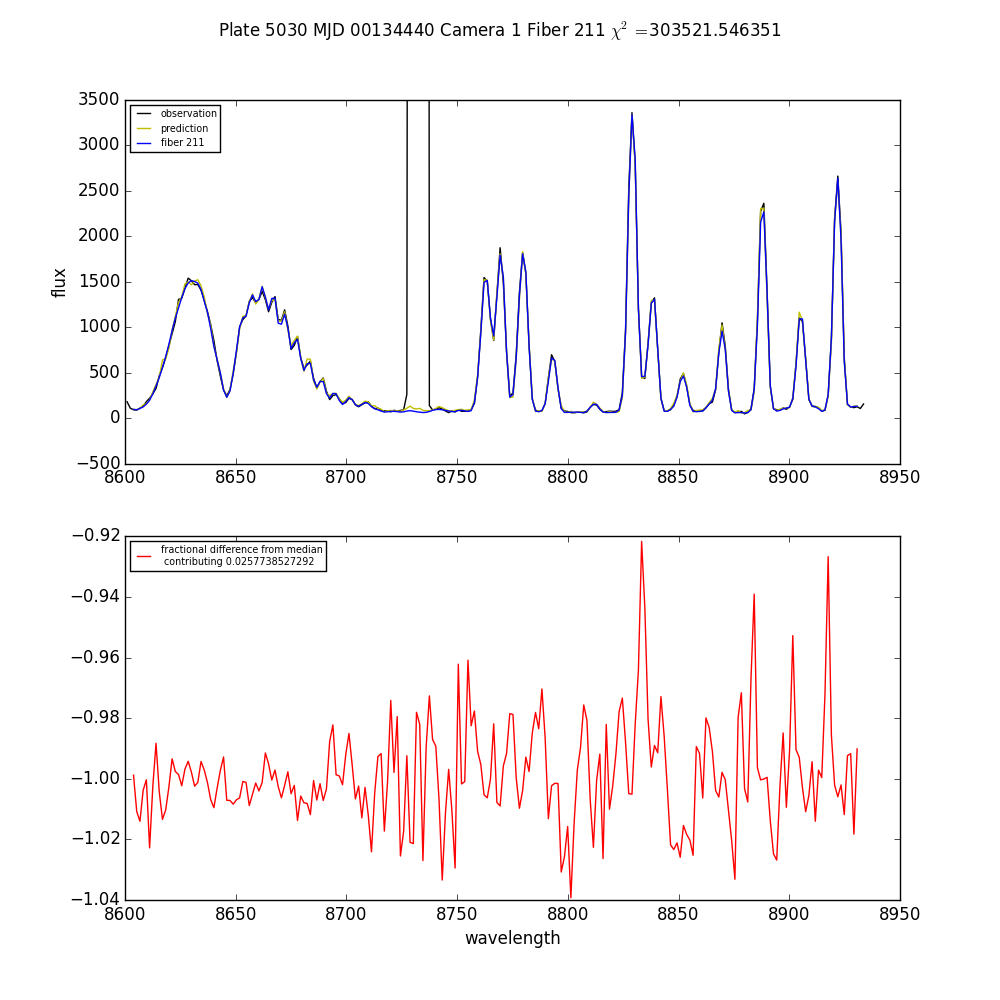 Plate 5030 MJD 00134440 Camera 1 Fiber 211 χ² =303521.546351
3500
3000
2500
2000
1500
1000
500
0
−500
flux
observation
prediction
fiber 211
8600 8650 8700 8750 8800 8850 8900 8950
−0.92
−0.94
−0.96
−0.98
−1.00
−1.02
−1.04
fractional difference from median
contributing 0.0257738527292
8600 8650 8700 8750 8800 8850 8900 8950
wavelength